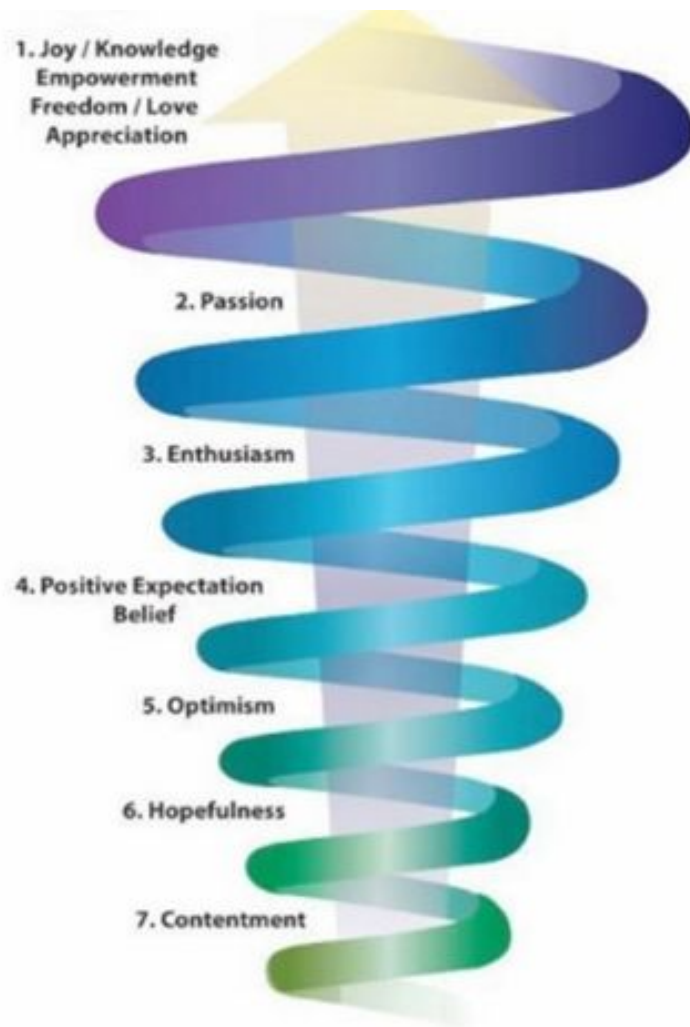 1. Joy / Knowledge
Empowerment
Freedom / Love
Appreciation
2. Passion
3. Enthusiasm
4. Positive Expectation
Belief
5. Optimism
6. Hopefulness
7. Contentment